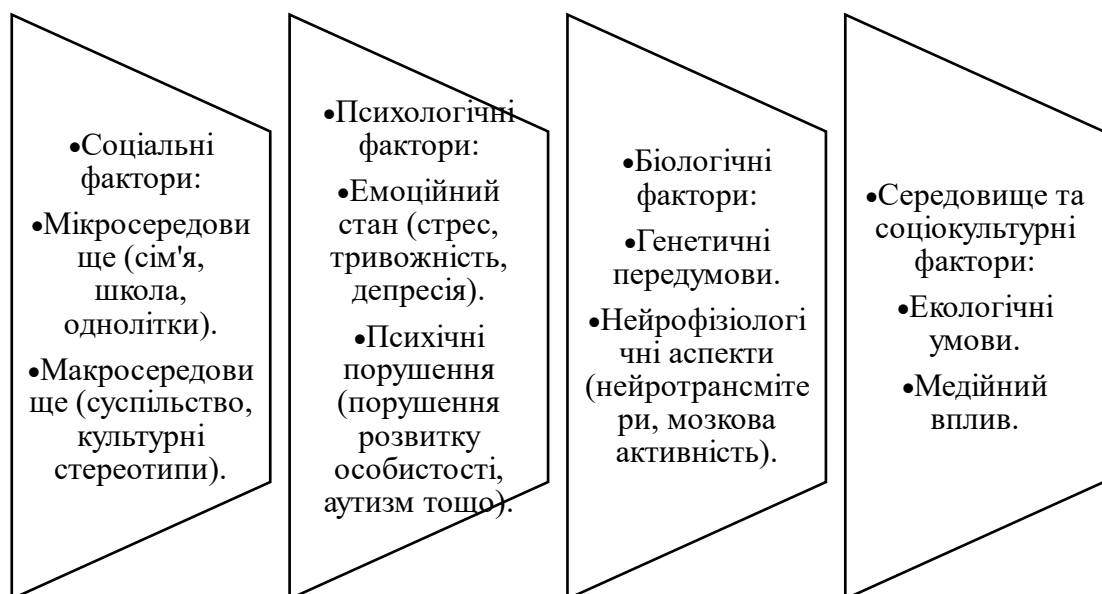 •Соціальні
фактори:
•Мікросередови
ще (сім'я,
школа,
однолітки).
•Макросередови
ще (суспільство,
культурні
стереотипи).
•Психологічні
фактори:
•Емоційний
стан (стрес,
тривожність,
депресія).
•Психічні
порушення
(порушення
розвитку
особистості,
аутизм тощо).
•Біологічні
фактори:
•Генетичні
передумови.
•Нейрофізіологі
чні аспекти
(нейротрансміте
ри, мозкова
активність).
•Середовище та
соціокультурні
фактори:
•Екологічні
умови.
•Медійний
вплив.